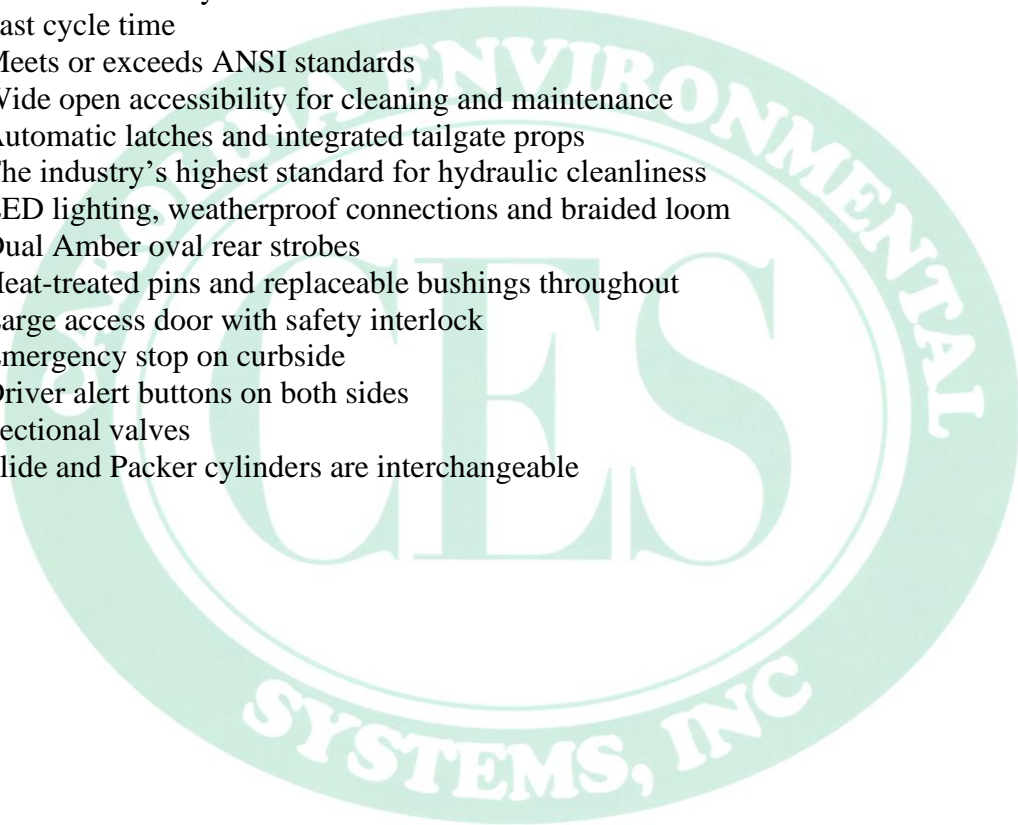 ast cycle time
Meets or exceeds ANSI standards
Wide open accessibility for cleaning and maintenance
Automatic latches and integrated tailgate props
The industry’s highest standard for hydraulic cleanliness
LED lighting, weatherproof connections and braided loom
Dual Amber oval rear strobes
Heat-treated pins and replaceable bushings throughout
Large access door with safety interlock
Emergency stop on curbside
Driver alert buttons on both sides
ectional valves
lide and Packer cylinders are interchangeable
CAROLINA ENVIRONMENTAL
CES
SYSTEMS, INC